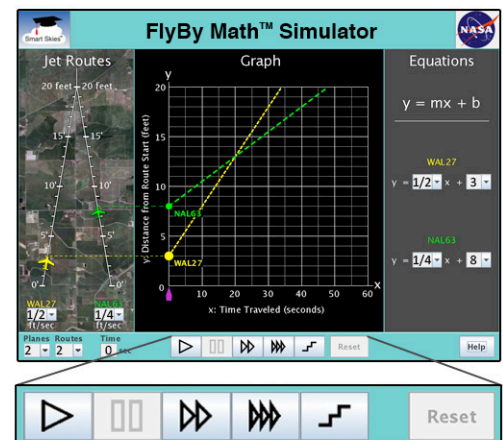 Smart Skies™
FlyBy Math™ Simulator
NASA
Jet Routes
Graph
Equations
20 feet 20 feet
15' 15'
10' 10'
5' 5'
0' 0'
WAL27 NAL63
1/2 1/4
ft/sec ft/sec
y
20
15
10
5
0
y: Distance from Route Start (feet)
NAL63
WAL27
10 20 30 40 50 60
x
x: Time Traveled (seconds)
y = mx + b
WAL27
y = 1/2 x + 3
NAL63
y = 1/4 x + 8
Planes Routes Time
2 2 0 sec
Reset
Help
Reset